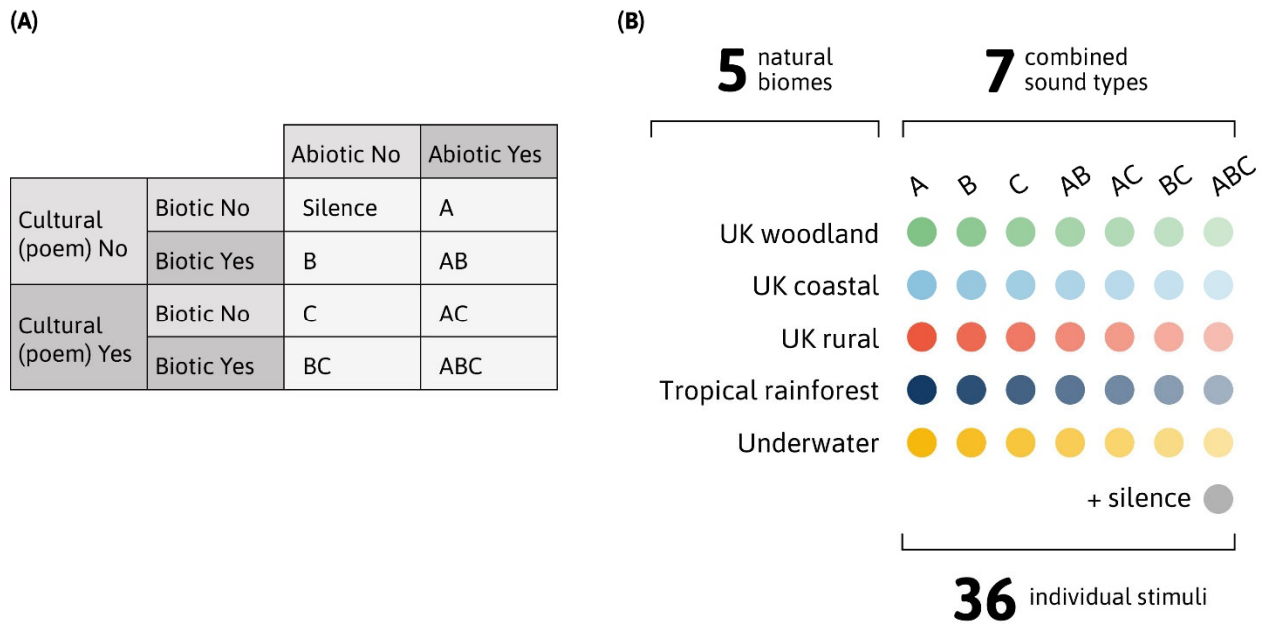 (A)
Abiotic No Abiotic Yes
Cultural (poem) No
Biotic No Silence A
Biotic Yes B AB
Cultural (poem) Yes
Biotic No C AC
Biotic Yes BC ABC
(B)
5 natural biomes
7 combined sound types
A B C AB AC BC ABC
UK woodland
UK coastal
UK rural
Tropical rainforest
Underwater
+ silence
36 individual stimuli